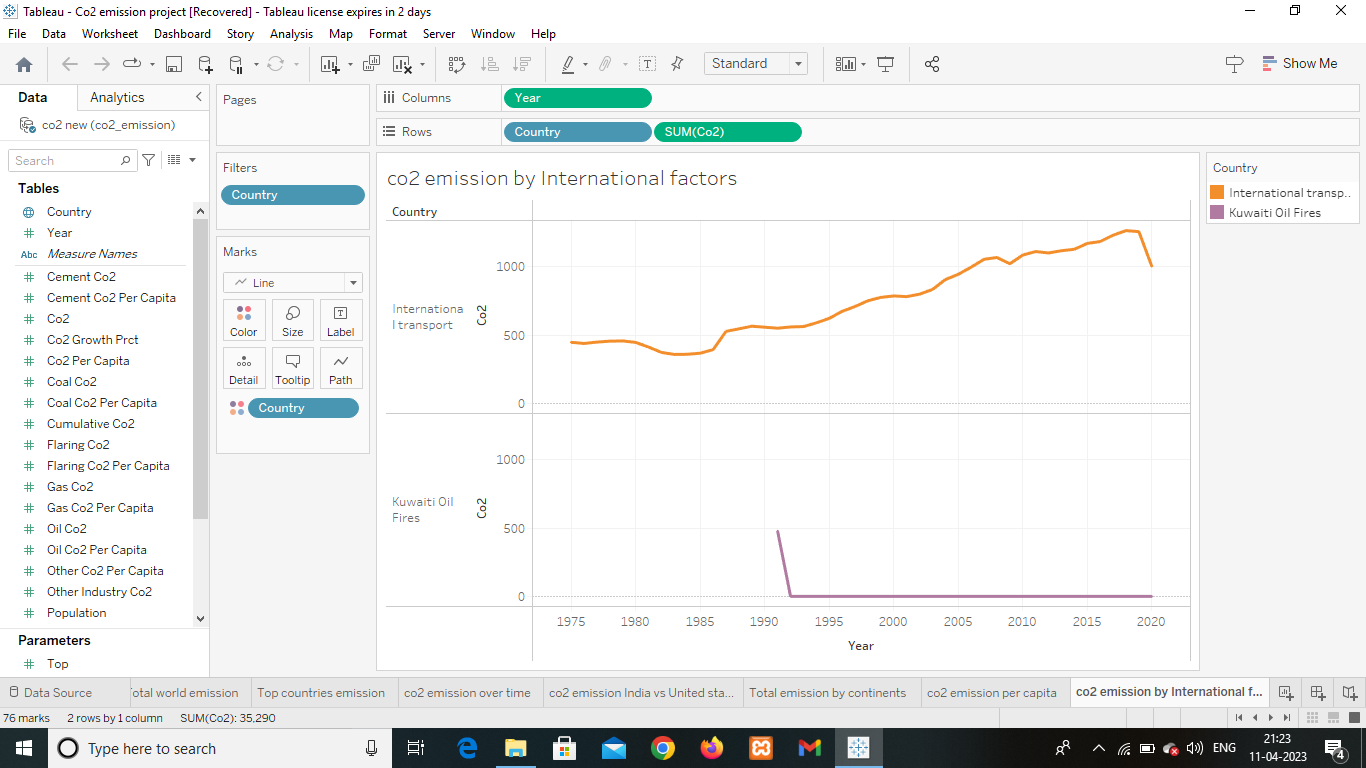 Tableau - Co2 emission project [Recovered] - Tableau license expires in 2 days
File Data Worksheet Dashboard Story Analysis Map Format Server Window Help
Standard
Show Me
Data Analytics
co2 new (co2_emission)
Search
Tables
Country
Year
Abc Measure Names
Cement Co2
Cement Co2 Per Capita
Co2
Co2 Growth Prct
Co2 Per Capita
Coal Co2
Coal Co2 Per Capita
Cumulative Co2
Flaring Co2
Flaring Co2 Per Capita
Gas Co2
Gas Co2 Per Capita
Oil Co2
Oil Co2 Per Capita
Other Co2 Per Capita
Other Industry Co2
Population
Parameters
Top
Pages
Filters
Country
Marks
Line
Color Size Label
Detail Tooltip Path
Country
Columns Year
Rows Country SUM(Co2)
co2 emission by International factors
Country
Internationa
l transport
Co2
1000
500
0
Kuwaiti Oil
Fires
Co2
1000
500
0
1975 1980 1985 1990 1995 2000 2005 2010 2015 2020
Year
Country
International transp..
Kuwaiti Oil Fires
Data Source otal world emission Top countries emission co2 emission over time co2 emission India vs United sta... Total emission by continents co2 emission per capita co2 emission by International f...
76 marks 2 rows by 1 column SUM(Co2): 35,290
Type here to search
ENG
21:23
11-04-2023
4